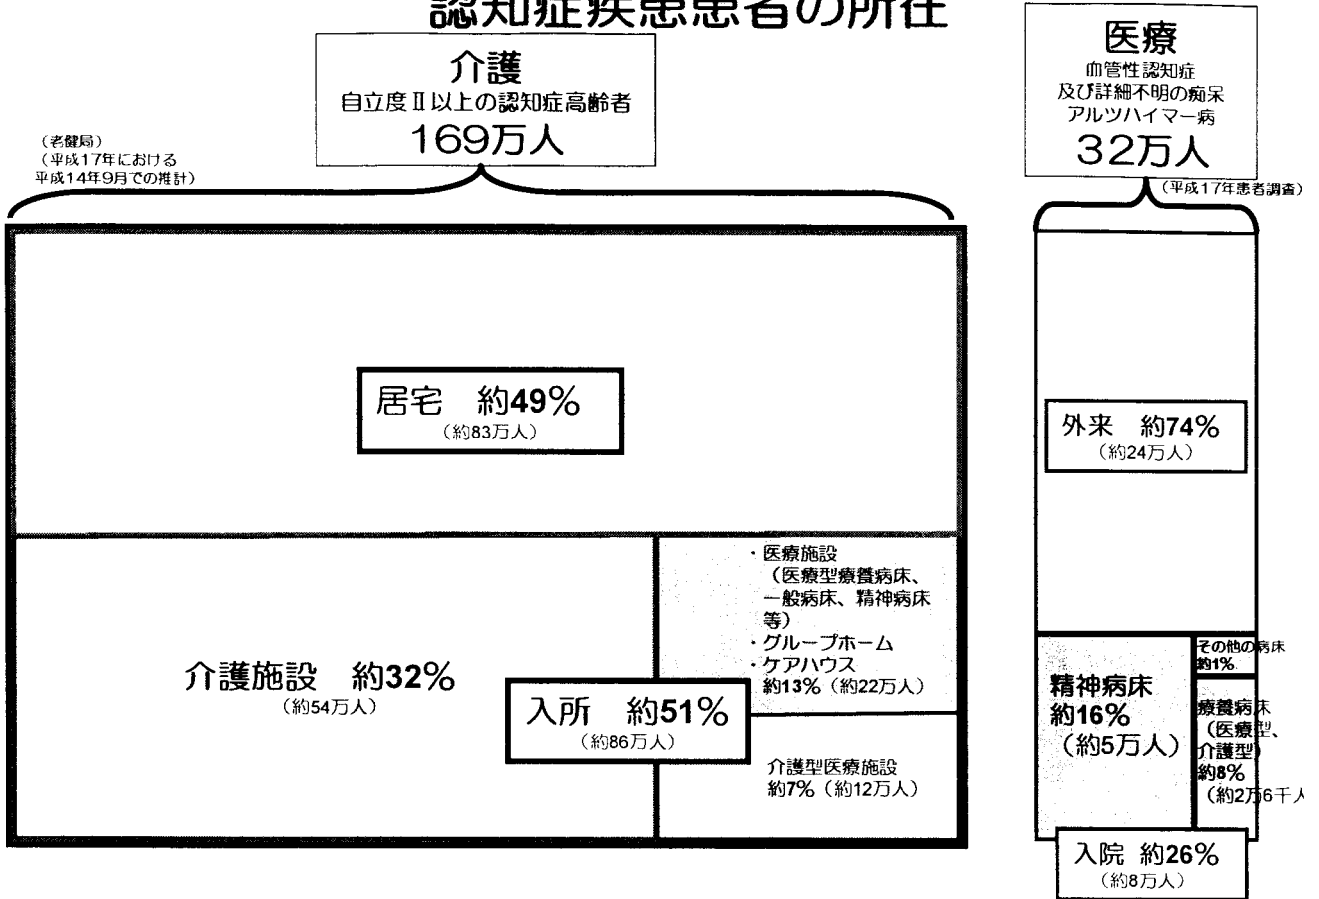 認知症疾患患者の所在
介護
自立度Ⅱ以上の認知症高齢者
169万人
(老健局)
(平成17年における
平成14年9月での推計)
医療
血管性認知症
及び詳細不明の痴呆
アルツハイマー病
32万人
(平成17年患者調査)
居宅 約49%
(約83万人)
介護施設 約32%
(約54万人)
入所 約51%
(約86万人)
・医療施設
(医療型療養病床、
一般病床、精神病床
等)
・グループホーム
・ケアハウス
約13%(約22万人)
介護型医療施設
約7%(約12万人)
外来 約74%
(約24万人)
精神病床
約16%
(約5万人)
その他の病床
約1%
療養病床
(医療型、
介護型)
約8%
(約2万6千人
入院 約26%
(約8万人)